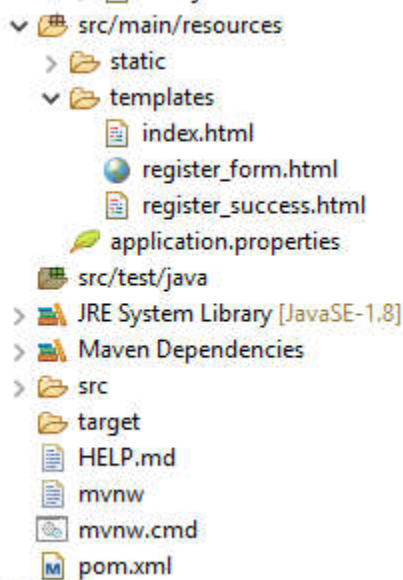 src/main/resources
static
templates
index.html
register_form.html
register_success.html
application.properties
src/test/java
JRE System Library [JavaSE-1.8]
Maven Dependencies
src
target
HELP.md
mvnw
mvnw.cmd
pom.xml